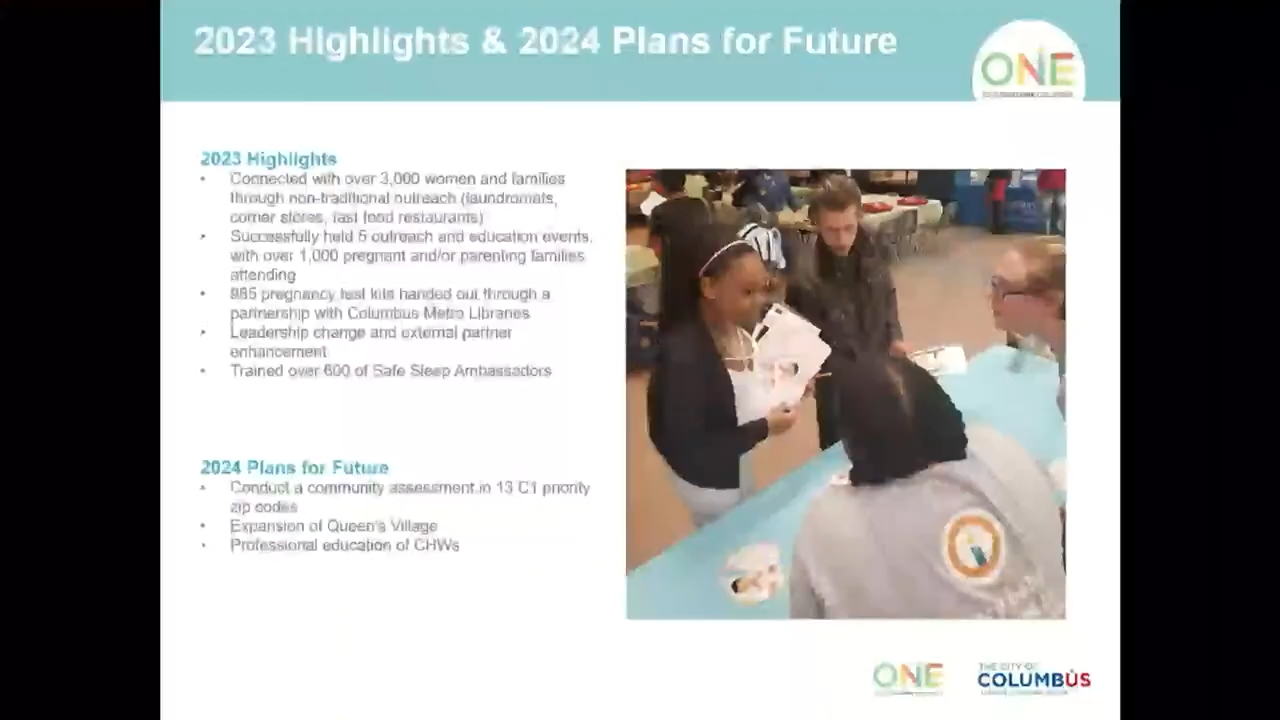 2023 Highlights & 2024 Plans for Future
ONE
2023 Highlights
• Connected with over 3,000 women and families
through non-traditional outreach (laundromats,
corner stores, fast food restaurants)
• Successfully held 5 outreach and education events,
with over 1,000 pregnant and/or parenting families
attending
• 985 pregnancy test kits handed out through a
partnership with Columbus Metro Libraries
• Leadership change and external partner
enhancement
• Trained over 600 of Safe Sleep Ambassadors
2024 Plans for Future
• Conduct a community assessment in 13 C1 priority
zip codes
• Expansion of Queen's Village
• Professional education of CHWs
ONE
THE CITY OF
COLUMBUS